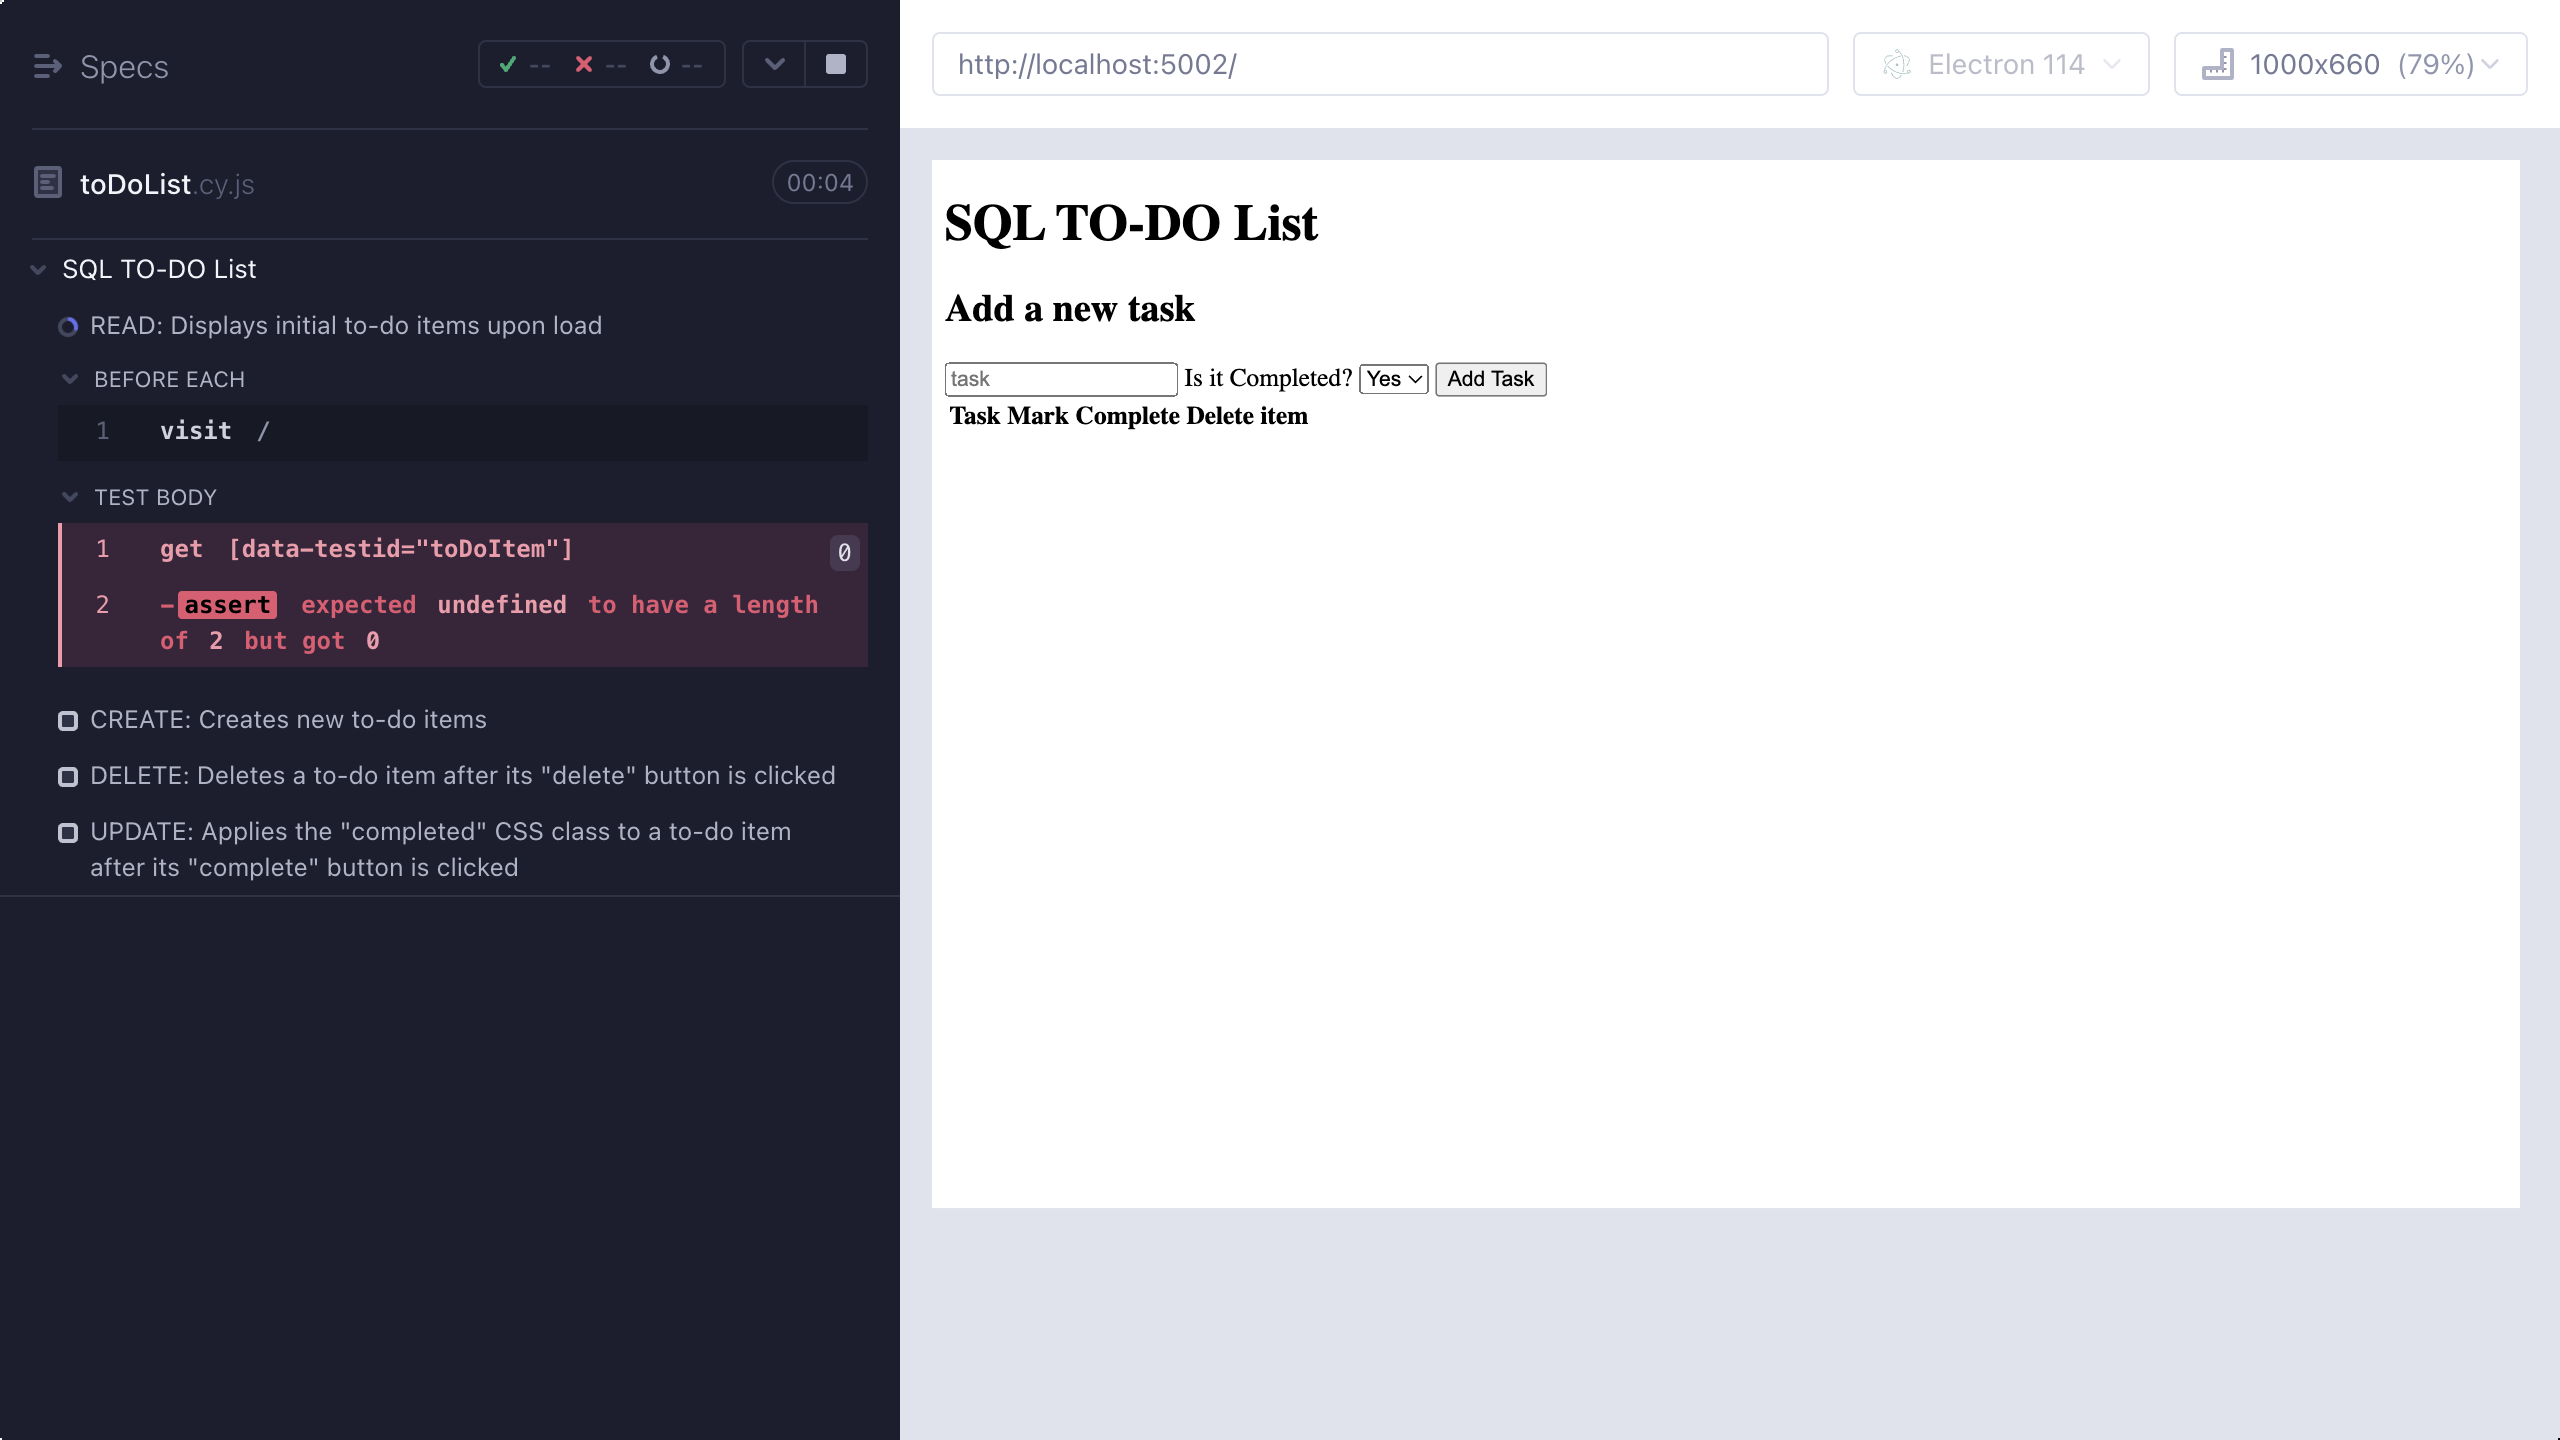 Specs
--
--
--
toDoList.cy.js
00:04
SQL TO-DO List
READ: Displays initial to-do items upon load
BEFORE EACH
1 visit /
TEST BODY
1 get [data-testid="toDoItem"] 0
2 -assert expected undefined to have a length
of 2 but got 0
CREATE: Creates new to-do items
DELETE: Deletes a to-do item after its "delete" button is clicked
UPDATE: Applies the "completed" CSS class to a to-do item
after its "complete" button is clicked
http://localhost:5002/
Electron 114
1000x660 (79%)
SQL TO-DO List
Add a new task
task Is it Completed? Yes Add Task
Task Mark Complete Delete item